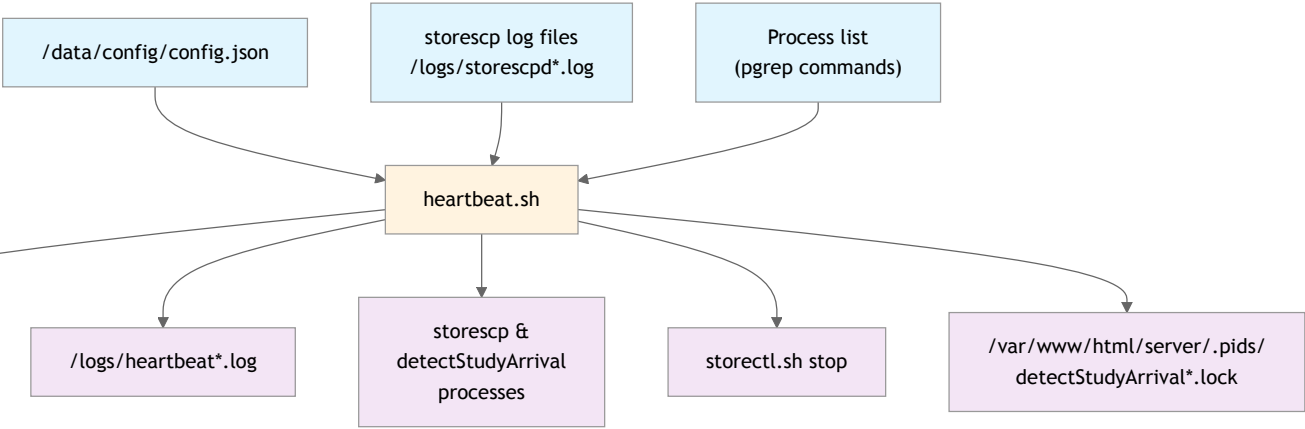 /data/config/config.json
storescp log files
/logs/storescpd*.log
Process list
(pgrep commands)
heartbeat.sh
/logs/heartbeat*.log
storescp &
detectStudyArrival
processes
storectl.sh stop
/var/www/html/server/.pids/
detectStudyArrival*.lock